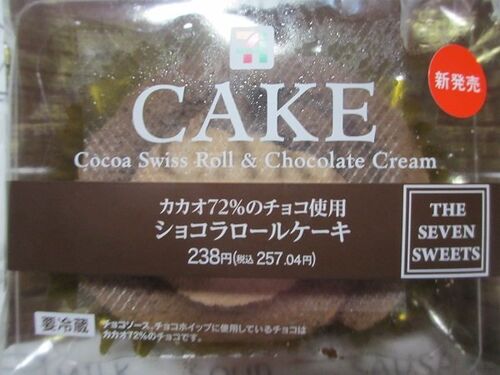 7
CAKE
Cocoa Swiss Roll & Chocolate Cream
新発売
カカオ72%のチョコ使用
ショコラロールケーキ
238円(税込 257.04円)
THE
SEVEN
SWEETS
要冷蔵
チョコソース、チョコホイップに使用しているチョコは
カカオ72%のチョコです。